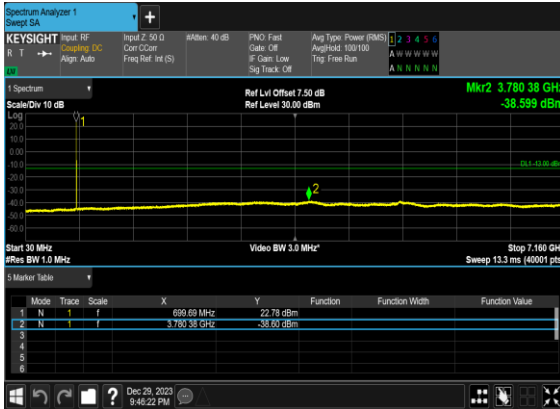 Spectrum Analyzer 1
Swept SA
+
KEYSIGHT Input: RF Input Z: 50 Ω #Atten: 40 dB PNO: Fast Avg Type: Power (RMS) 1 2 3 4 5 6
R T Coupling: DC Corr CCorr Gate: Off Avg|Hold: 100/100 A W W W W W
Align: Auto Freq Ref: Int (S) IF Gain: Low Trig: Free Run
Sig Track: Off A N N N N N
1 Spectrum Ref Lvl Offset 7.50 dB Mkr2 3.780 38 GHz
Scale/Div 10 dB Ref Level 30.00 dBm -38.599 dBm
Log
1
20.0
10.0
0.00
-10.0
DL1 -13.00 dBm
-20.0
-30.0
2
-40.0
-50.0
-60.0
Start 30 MHz Video BW 3.0 MHz* Stop 7.160 GHz
#Res BW 1.0 MHz Sweep 13.3 ms (40001 pts)
5 Marker Table
Mode Trace Scale X Y Function Function Width Function Value
1 N 1 f 699.69 MHz 22.78 dBm
2 N 1 f 3.780 38 GHz -38.60 dBm
3
4
5
6
? Dec 29, 2023
9:46:22 PM